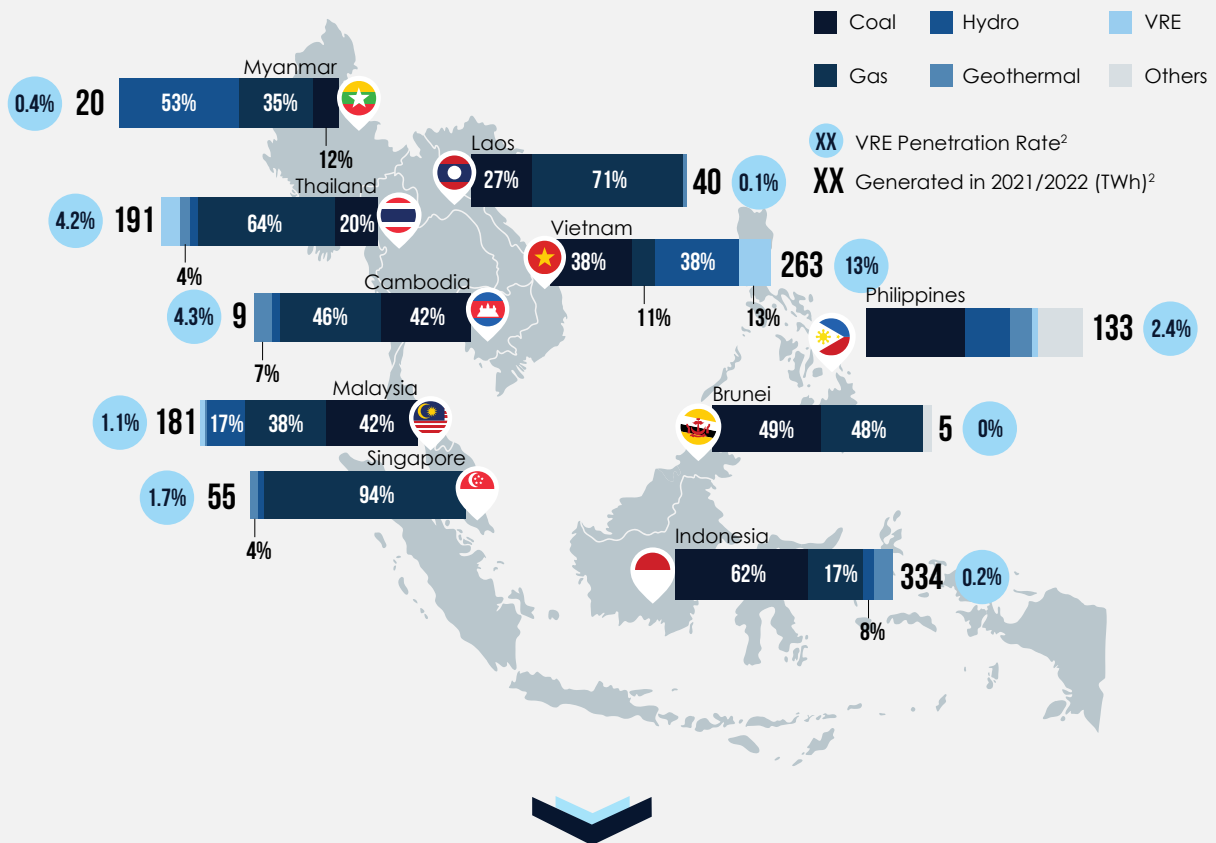 Coal
Hydro
VRE
Gas
Geothermal
Others
XX VRE Penetration Rate²
XX Generated in 2021/2022 (TWh)²
Myanmar
0.4% 20 53% 35%
12%
Laos
27% 71% 40 0.1%
Thailand
4.2% 191 64% 20%
4%
Vietnam
38% 38% 263 13%
11% 13%
Cambodia
4.3% 9 46% 42%
7%
Philippines
133 2.4%
Malaysia
1.1% 181 17% 38% 42%
Brunei
49% 48% 5 0%
Singapore
1.7% 55 94%
4%
Indonesia
62% 17% 334 0.2%
8%